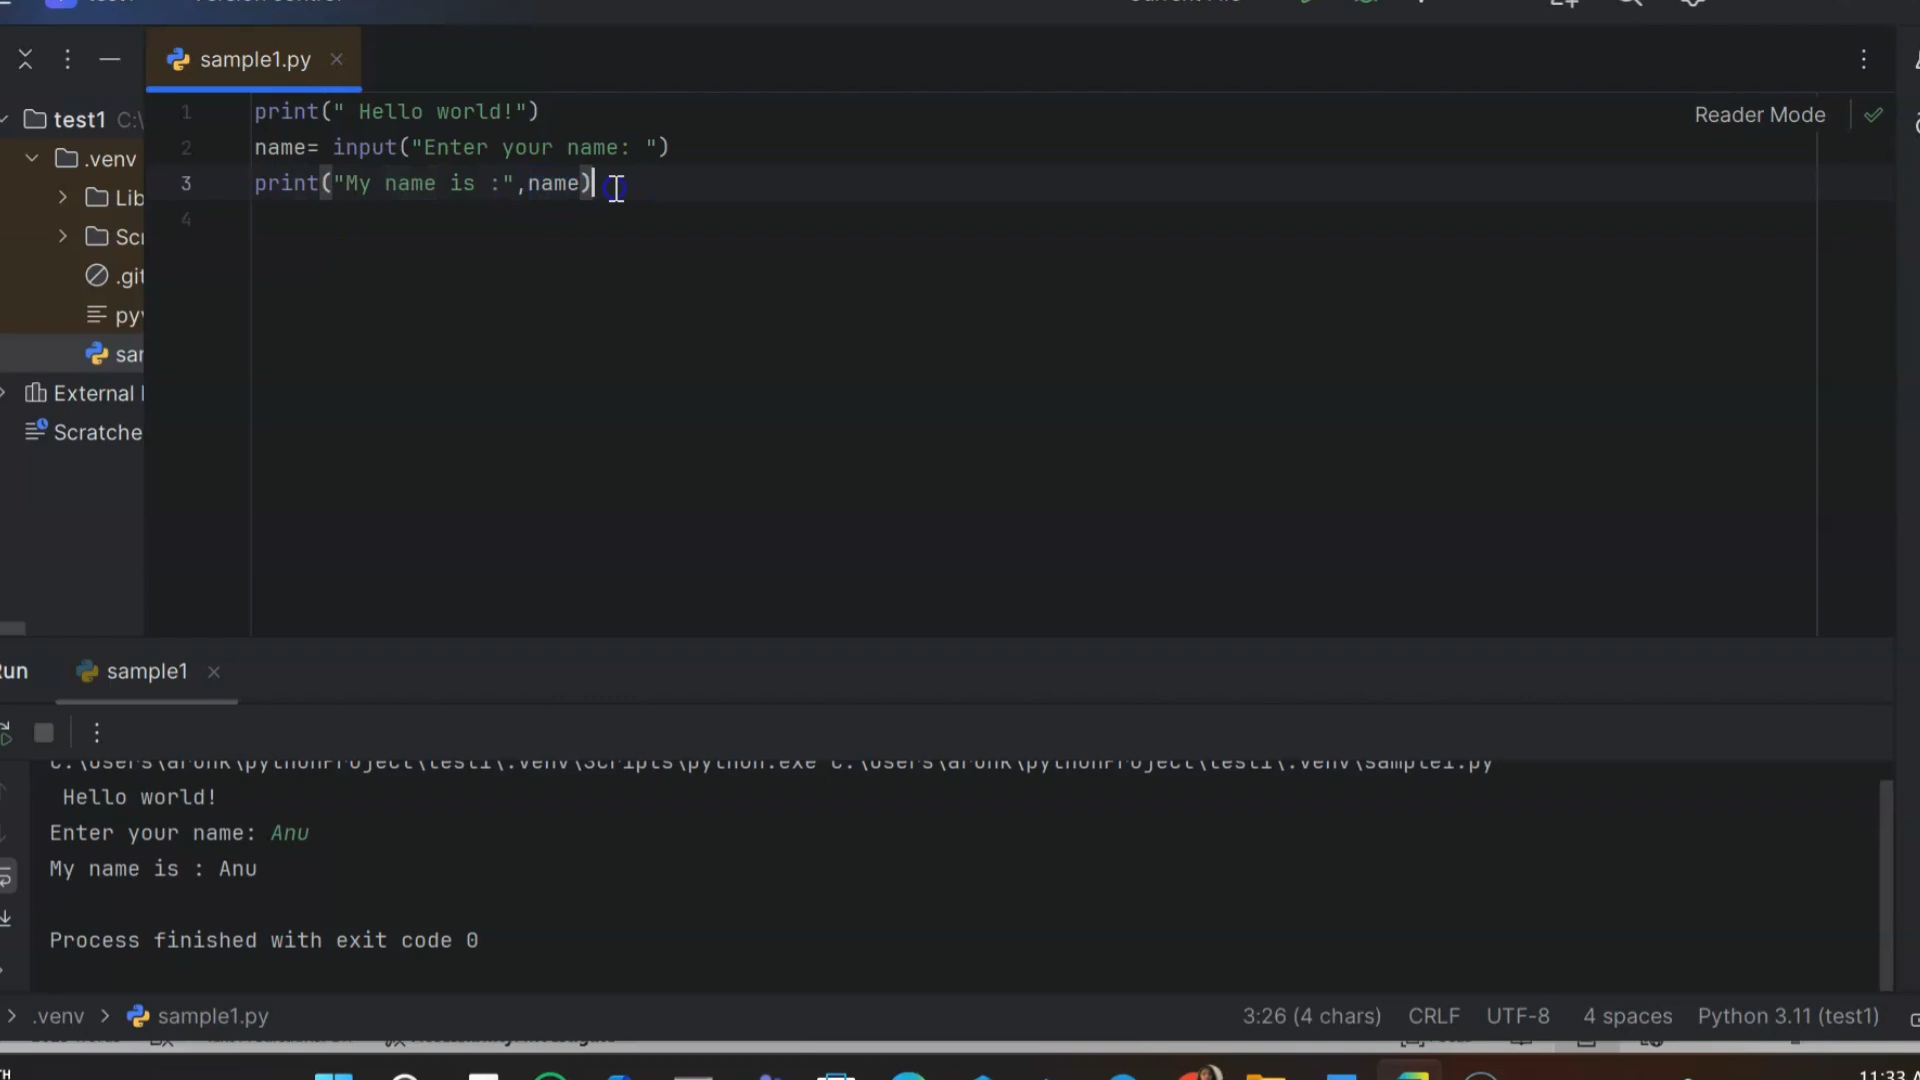 sample1.py
test1 C:\
.venv
Lib
Scr
.git
pyv
sam
External
Scratche
1 print(" Hello world!")
2 name= input("Enter your name: ")
3 print("My name is :",name)
4
Reader Mode
Run sample1
C:\Users\arunk\pythonProject\test1\.venv\Scripts\python.exe C:\Users\arunk\pythonProject\test1\.venv\sample1.py
 Hello world!
Enter your name: Anu
My name is : Anu
Process finished with exit code 0
.venv > sample1.py
3:26 (4 chars) CRLF UTF-8 4 spaces Python 3.11 (test1)
11:33